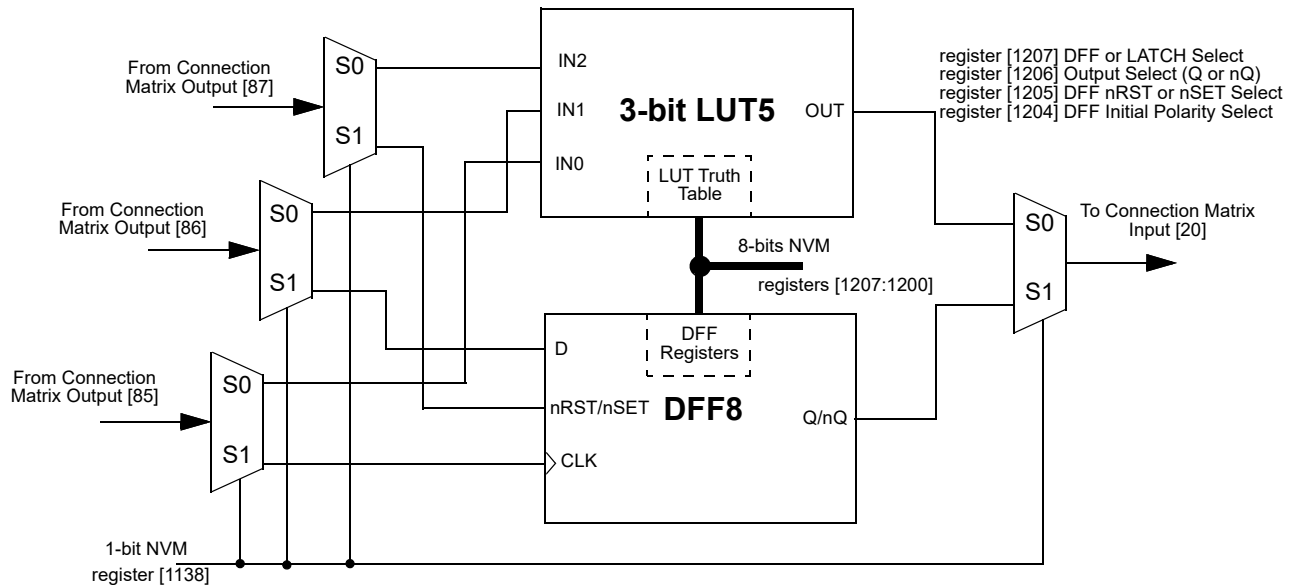 From Connection
Matrix Output [87]
S0
S1
IN2
IN1
IN0
3-bit LUT5
OUT
LUT Truth
Table
register [1207] DFF or LATCH Select
register [1206] Output Select (Q or nQ)
register [1205] DFF nRST or nSET Select
register [1204] DFF Initial Polarity Select
From Connection
Matrix Output [86]
S0
S1
8-bits NVM
registers [1207:1200]
S0
S1
To Connection Matrix
Input [20]
From Connection
Matrix Output [85]
S0
S1
D
nRST/nSET
CLK
DFF
Registers
DFF8
Q/nQ
1-bit NVM
register [1138]